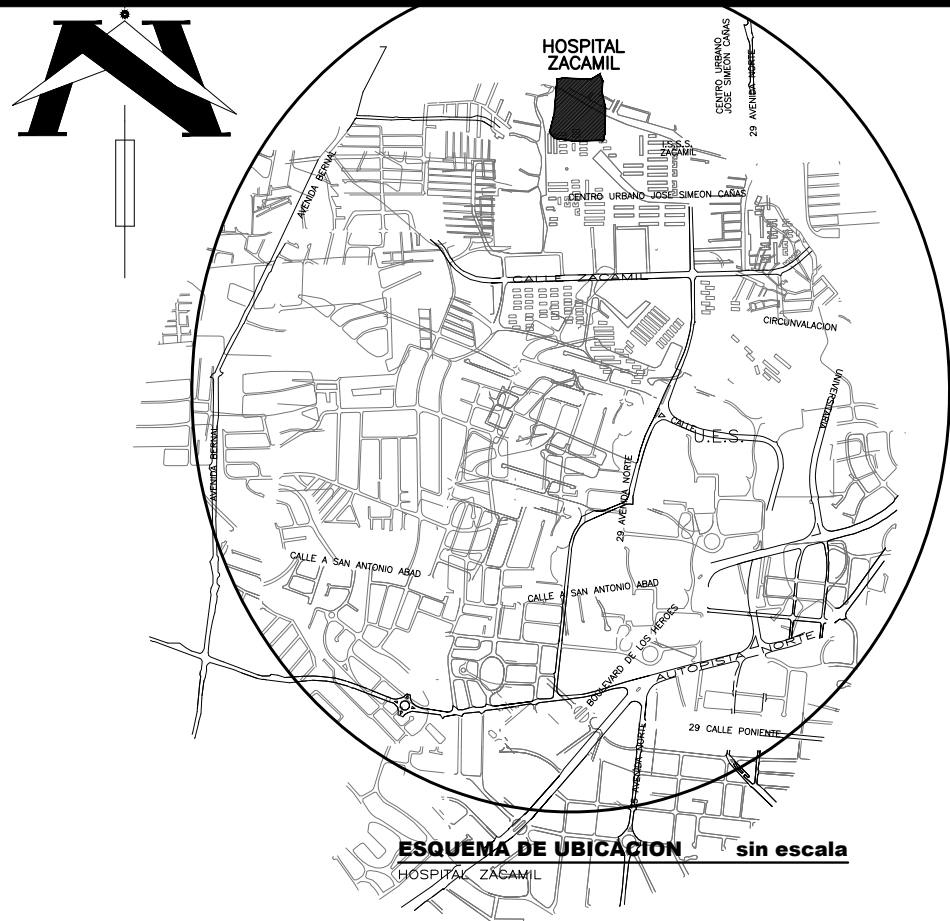 HOSPITAL
ZACAMIL
CENTRO URBANO
JOSE SIMEON CAÑAS
29 AVENIDA NORTE
I.S.S.S.
ZACAMIL
AVENIDA BERNAL
CENTRO URBANO JOSE SIMEON CAÑAS
CALLE ZACAMIL
CIRCUNVALACION
UNIVERSITARIA
CALLE
U.E.S.
AVENIDA BERNAL
29 AVENIDA NORTE
CALLE A SAN ANTONIO ABAD
CALLE A SAN ANTONIO ABAD
BOULEVARD DE LOS HEROES
AUTOPISTA NORTE
29 CALLE PONIENTE
AVENIDA NORTE
ESQUEMA DE UBICACION sin escala
HOSPITAL ZACAMIL